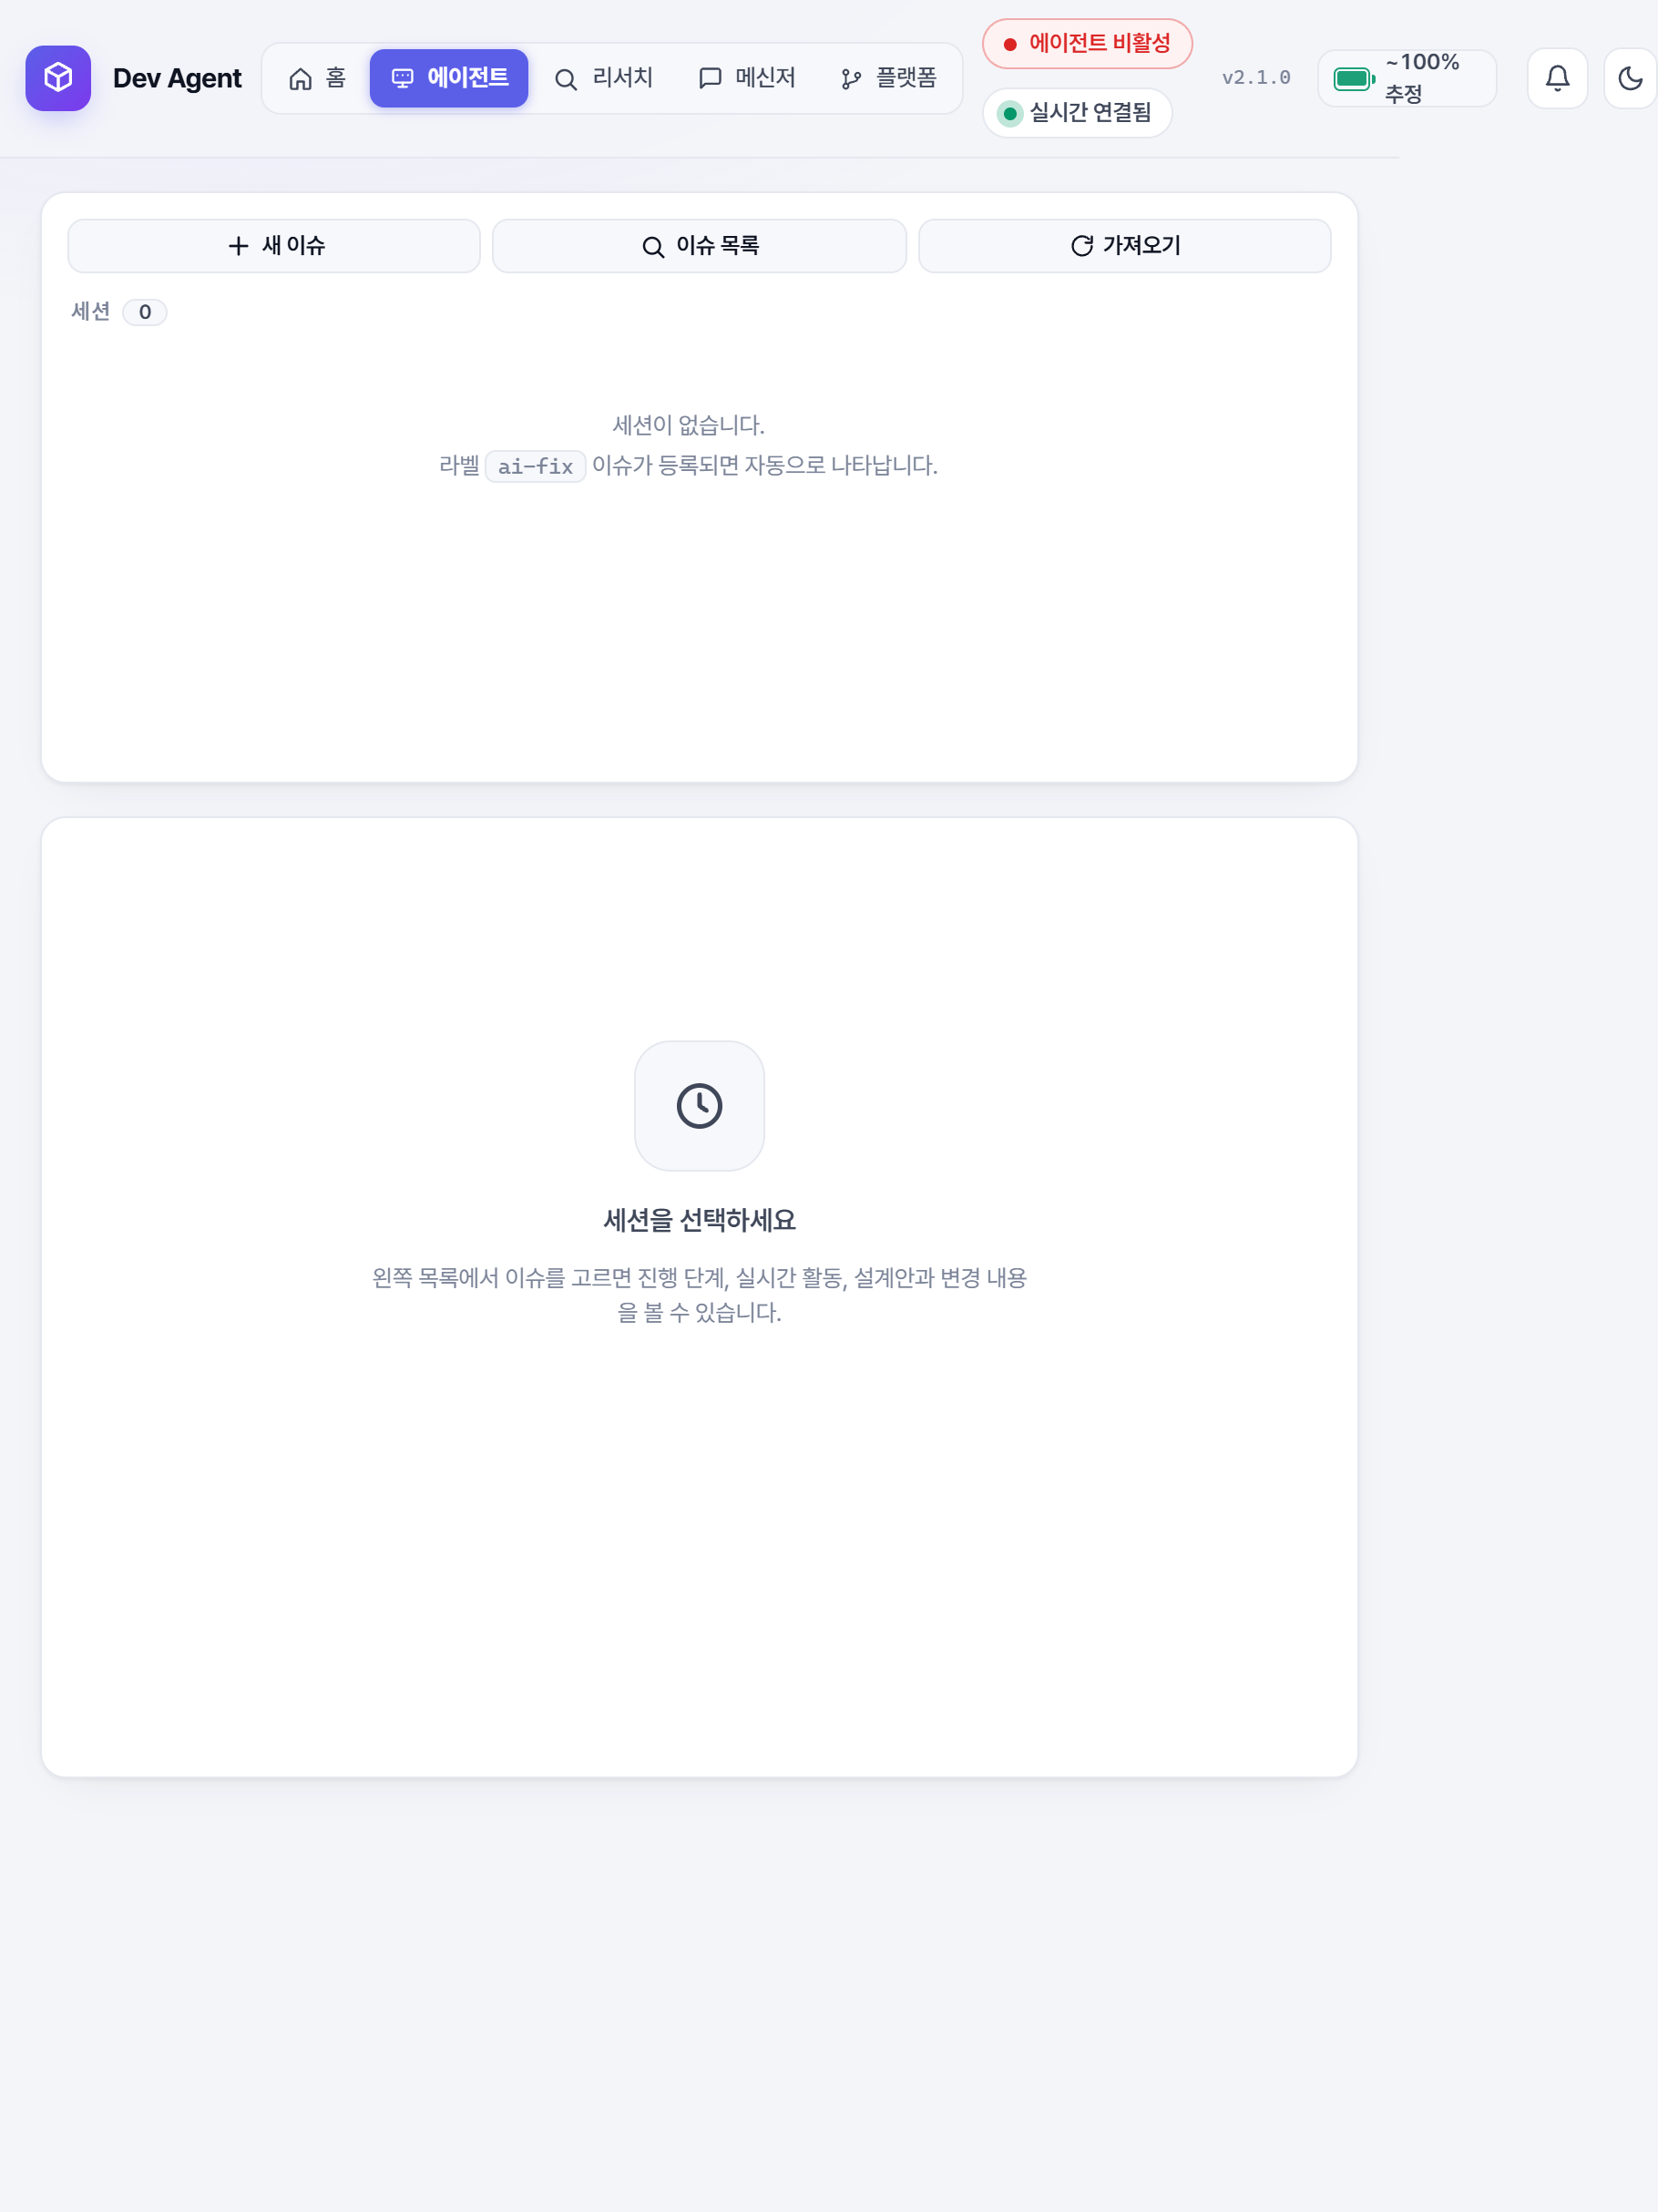 Dev Agent
홈
에이전트
리서치
메신저
플랫폼
에이전트 비활성
실시간 연결됨
v2.1.0
~100%
추정
새 이슈
이슈 목록
가져오기
세션 0
세션이 없습니다.
라벨 ai-fix 이슈가 등록되면 자동으로 나타납니다.
세션을 선택하세요
왼쪽 목록에서 이슈를 고르면 진행 단계, 실시간 활동, 설계안과 변경 내용
을 볼 수 있습니다.